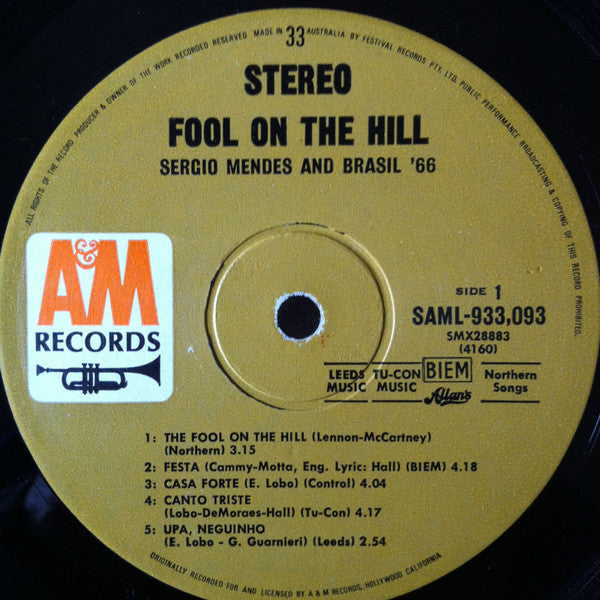 ALL RIGHTS OF THE RECORD PRODUCER & OWNER OF THE WORK RECORDED RESERVED MADE IN 33 AUSTRALIA BY FESTIVAL RECORDS PTY. LTD. PUBLIC PERFORMANCE BROADCASTING & COPYING OF THIS RECORD PROHIBITED.
STEREO
FOOL ON THE HILL
SERGIO MENDES AND BRASIL '66
A&M
RECORDS
SIDE 1
SAML-933,093
SMX28883
(4160)
LEEDS TU-CON BIEM Northern
MUSIC MUSIC Allan's Songs
1: THE FOOL ON THE HILL (Lennon-McCartney)
(Northern) 3.15
2: FESTA (Cammy-Motta, Eng. Lyric: Hall) (BIEM) 4.18
3: CASA FORTE (E. Lobo) (Control) 4.04
4: CANTO TRISTE
(Lobo-DeMoraes-Hall) (Tu-Con) 4.17
5: UPA, NEGUINHO
(E. Lobo - G. Guarnieri) (Leeds) 2.54
ORIGINALLY RECORDED FOR AND LICENSED BY A & M RECORDS, HOLLYWOOD CALIFORNIA